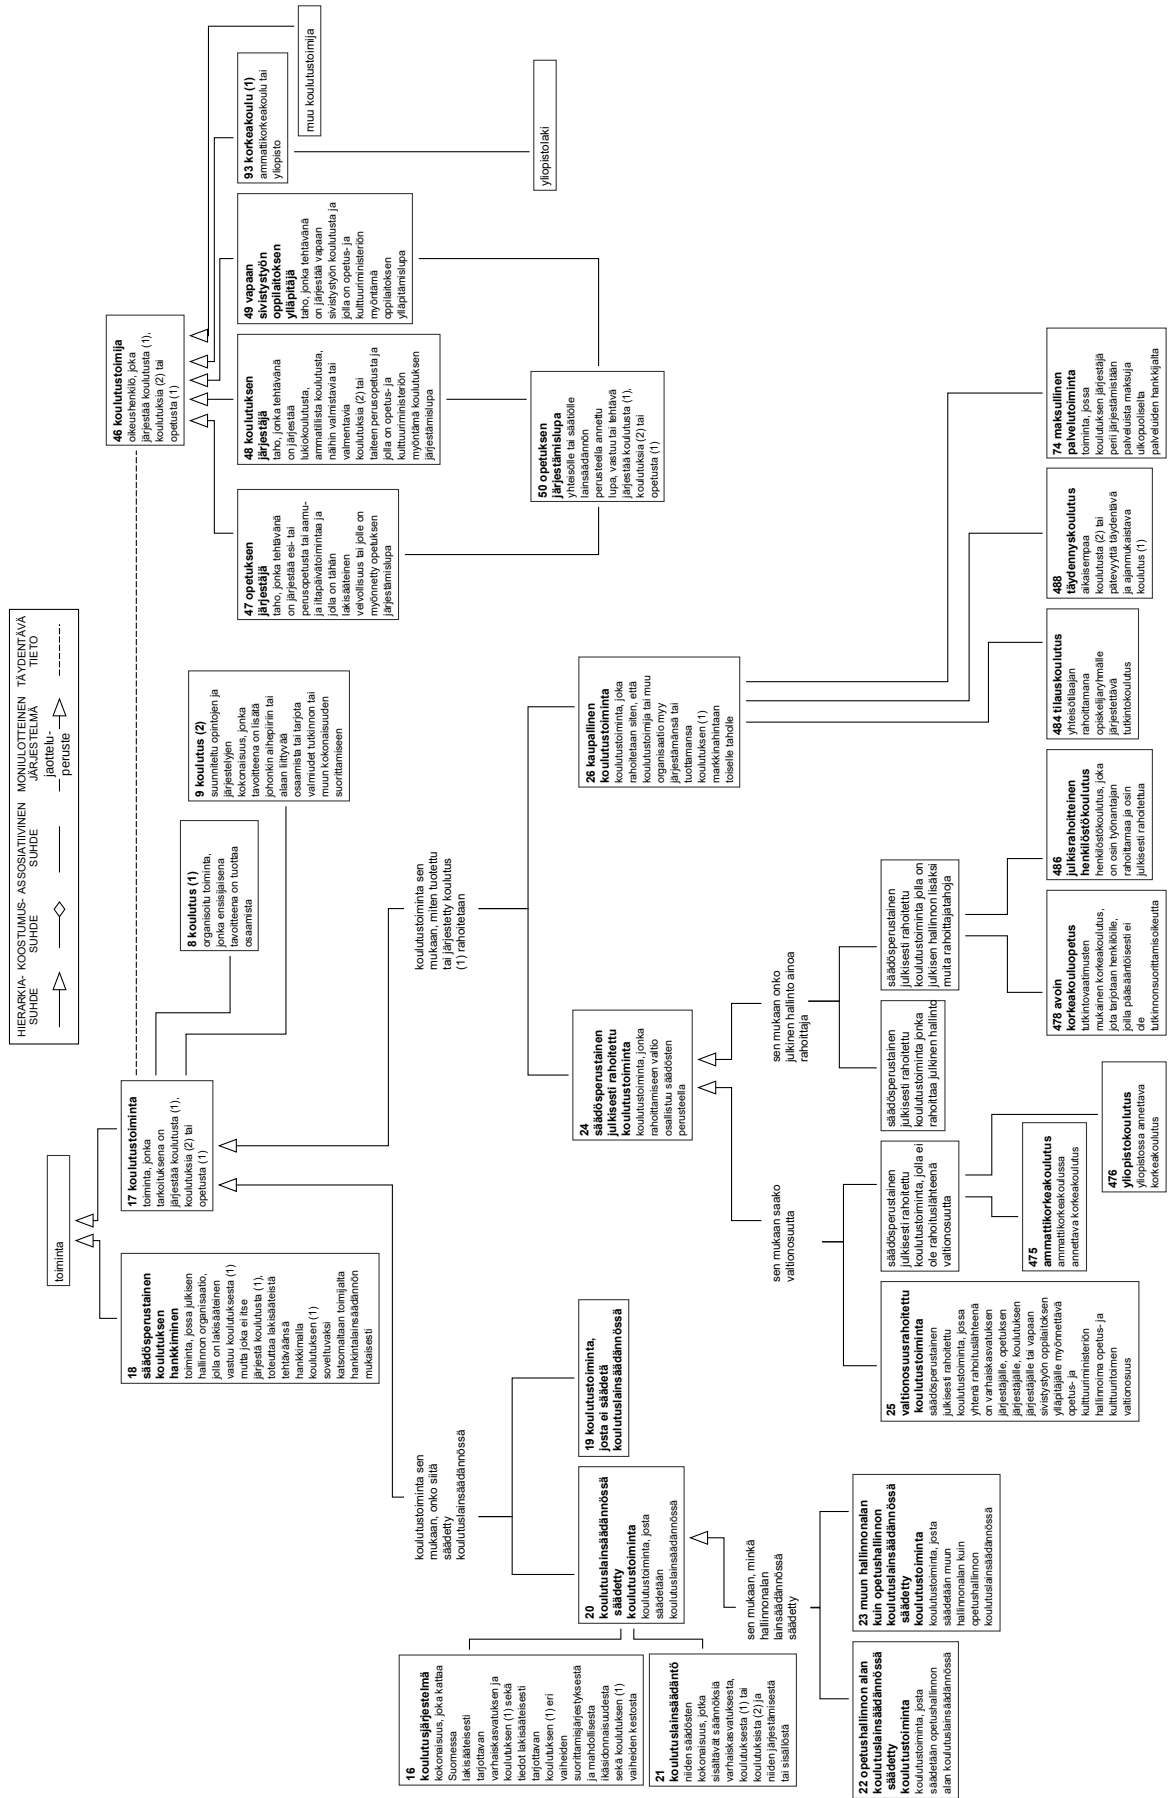 HIERARKIA-
SUHDE
KOOSTUMUS-
SUHDE
ASSOSIATIIVINEN
SUHDE
MONIULOTTEINEN
JÄRJESTELMÄ
jaottelu-
peruste
TÄYDENTÄVÄ
TIETO
toiminta
18
säädösperustainen
koulutuksen
hankkiminen
toiminta, jossa julkisen
hallinnon organisaatio,
jolla on lakisääteinen
vastuu koulutuksesta (1)
mutta joka ei itse
järjestä koulutusta (1),
toteuttaa lakisääteistä
tehtäväänsä
hankkimalla
koulutuksen (1)
soveltuvaksi
katsomaltaan toimijalta
hankintalainsäädännön
mukaisesti
17 koulutustoiminta
toiminta, jonka
tarkoituksena on
järjestää koulutusta (1),
koulutuksia (2) tai
opetusta (1)
8 koulutus (1)
organisoitu toiminta,
jonka ensisijaisena
tavoitteena on tuottaa
osaamista
9 koulutus (2)
suunniteltu opintojen ja
järjestelyjen
kokonaisuus, jonka
tavoitteena on lisätä
johonkin aihepiiriin tai
alaan liittyvää
osaamista tai tarjota
valmiudet tutkinnon tai
muun kokonaisuuden
suorittamiseen
46 koulutustoimija
oikeushenkilö, joka
järjestää koulutusta (1),
koulutuksia (2) tai
opetusta (1)
47 opetuksen
järjestäjä
taho, jonka tehtävänä
on järjestää esi- tai
perusopetusta tai aamu-
ja iltapäivätoimintaa ja
jolla on tähän
lakisääteinen
velvollisuus tai jolle on
myönnetty opetuksen
järjestämislupa
48 koulutuksen
järjestäjä
taho, jonka tehtävänä
on järjestää
lukiokoulutusta,
ammatillista koulutusta,
näihin valmistavia tai
valmentavia
koulutuksia (2) tai
taiteen perusopetusta ja
jolla on opetus- ja
kulttuuriministeriön
myöntämä koulutuksen
järjestämislupa
49 vapaan
sivistystyön
oppilaitoksen
ylläpitäjä
taho, jonka tehtävänä
on järjestää vapaan
sivistystyön koulutusta ja
jolla on opetus- ja
kulttuuriministeriön
myöntämä
oppilaitoksen
ylläpitämislupa
93 korkeakoulu (1)
ammattikorkeakoulu tai
yliopisto
muu koulutustoimija
50 opetuksen
järjestämislupa
yhteisölle tai säätiölle
lainsäädännön
perusteella annettu
lupa, vastuu tai tehtävä
järjestää koulutusta (1),
koulutuksia (2) tai
opetusta (1)
yliopistolaki
koulutustoiminta sen
mukaan, onko siitä
säädetty
koulutuslainsäädännössä
koulutustoiminta sen
mukaan, miten tuotettu
tai järjestetty koulutus
(1) rahoitetaan
16
koulutusjärjestelmä
kokonaisuus, joka kattaa
Suomessa
lakisääteisesti
tarjottavan
varhaiskasvatuksen ja
koulutuksen (1) sekä
tiedot lakisääteisesti
tarjottavan
koulutuksen (1) eri
vaiheiden
suorittamisjärjestyksestä
ja mahdollisesta
ikäsidonnaisuudesta
sekä koulutuksen (1)
vaiheiden kestosta
20
koulutuslainsäädännössä
säädetty
koulutustoiminta
koulutustoiminta, josta
säädetään
koulutuslainsäädännössä
19 koulutustoiminta,
josta ei säädetä
koulutuslainsäädännössä
24
säädösperustainen
julkisesti rahoitettu
koulutustoiminta
koulutustoiminta, jonka
rahoittamiseen valtio
osallistuu säädösten
perusteella
26 kaupallinen
koulutustoiminta
koulutustoiminta, joka
rahoitetaan siten, että
koulutustoimija tai muu
organisaatio myy
järjestämänsä tai
tuottamansa
koulutuksen (1)
markkinahintaan
toiselle taholle
21
koulutuslainsäädäntö
niiden säädösten
kokonaisuus, jotka
sisältävät säännöksiä
varhaiskasvatuksesta,
koulutuksesta (1) tai
koulutuksista (2) ja
niiden järjestämisestä
tai sisällöstä
sen mukaan, minkä
hallinnonalan
lainsäädännössä
säädetty
sen mukaan saako
valtionosuutta
sen mukaan onko
julkinen hallinto ainoa
rahoittaja
22 opetushallinnon alan
koulutuslainsäädännössä
säädetty
koulutustoiminta
koulutustoiminta, josta
säädetään opetushallinnon
alan koulutuslainsäädännössä
23 muun hallinnonalan
kuin opetushallinnon
koulutuslainsäädännössä
säädetty
koulutustoiminta
koulutustoiminta, josta
säädetään muun
hallinnonalan kuin
opetushallinnon
koulutuslainsäädännössä
25
valtionosuusrahoitettu
koulutustoiminta
säädösperustainen
julkisesti rahoitettu
koulutustoiminta, jossa
yhtenä rahoituslähteenä
on varhaiskasvatuksen
järjestäjälle, opetuksen
järjestäjälle, koulutuksen
järjestäjälle tai vapaan
sivistystyön oppilaitoksen
ylläpitäjälle myönnettävä
opetus- ja
kulttuuriministeriön
hallinnoima opetus- ja
kulttuuritoimen
valtionosuus
säädösperustainen
julkisesti rahoitettu
koulutustoiminta, jolla ei
ole rahoituslähteenä
valtionosuutta
säädösperustainen
julkisesti rahoitettu
koulutustoiminta jonka
rahoittaa julkinen hallinto
säädösperustainen
julkisesti rahoitettu
koulutustoiminta jolla on
julkisen hallinnon lisäksi
muita rahoittajatahoja
475
ammattikorkeakoulutus
ammattikorkeakoulussa
annettava korkeakoulutus
476
yliopistokoulutus
yliopistossa annettava
korkeakoulutus
478 avoin
korkeakouluopetus
tutkintovaatimusten
mukainen korkeakoulutus,
jota tarjotaan henkilöille,
joilla pääsääntöisesti ei
ole
tutkinnonsuorittamisoikeutta
486
julkisrahoitteinen
henkilöstökoulutus
henkilöstökoulutus, joka
on osin työnantajan
rahoittamaa ja osin
julkisesti rahoitettua
484 tilauskoulutus
yhteisötilaajan
rahoittamana
opiskelijaryhmälle
järjestettävä
tutkintokoulutus
488
täydennyskoulutus
aikaisempaa
koulutusta (2) tai
pätevyyttä täydentävä
ja ajanmukaistava
koulutus (1)
74 maksullinen
palvelutoiminta
toiminta, jossa
koulutuksen järjestäjä
perii järjestämistään
palveluista maksuja
ulkopuoliselta
palveluiden hankkijalta